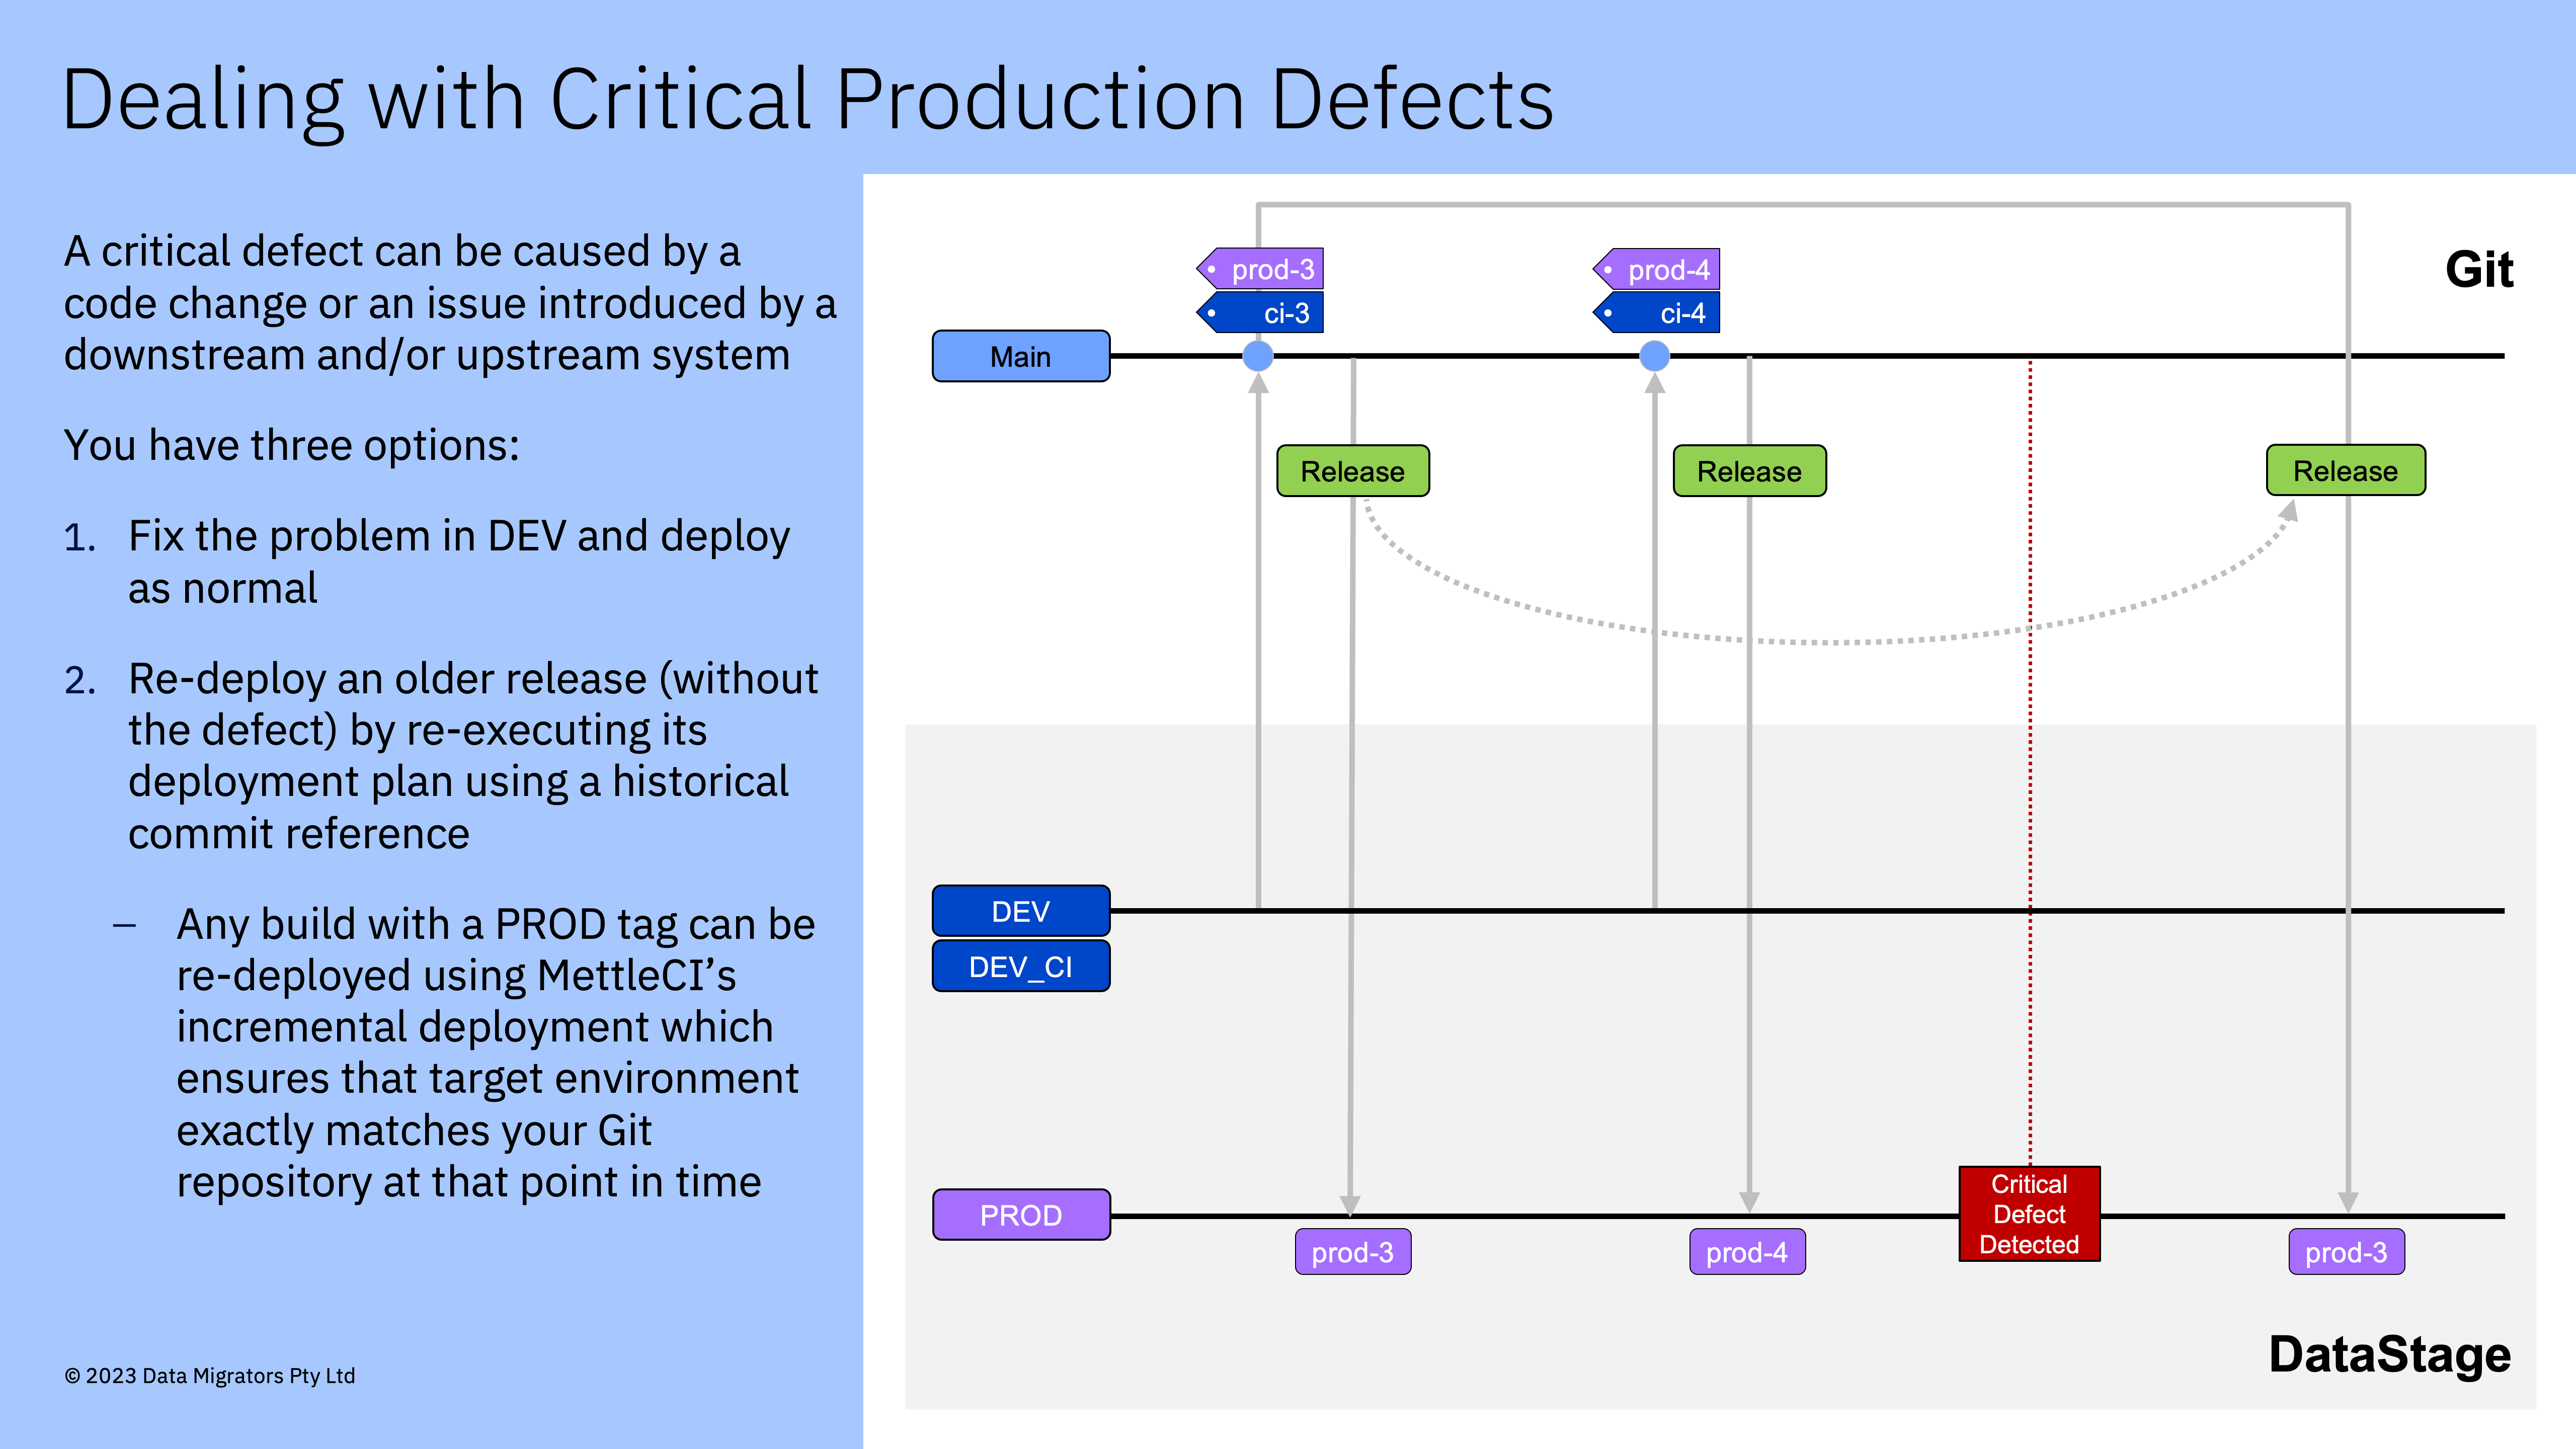 Dealing with Critical Production Defects
A critical defect can be caused by a
code change or an issue introduced by a
downstream and/or upstream system
You have three options:
1. Fix the problem in DEV and deploy
as normal
2. Re-deploy an older release (without
the defect) by re-executing its
deployment plan using a historical
commit reference
– Any build with a PROD tag can be
re-deployed using MettleCI’s
incremental deployment which
ensures that target environment
exactly matches your Git
repository at that point in time
© 2023 Data Migrators Pty Ltd
Git
prod-3
ci-3
prod-4
ci-4
Main
Release
Release
Release
DEV
DEV_CI
PROD
Critical
Defect
Detected
prod-3
prod-4
prod-3
DataStage